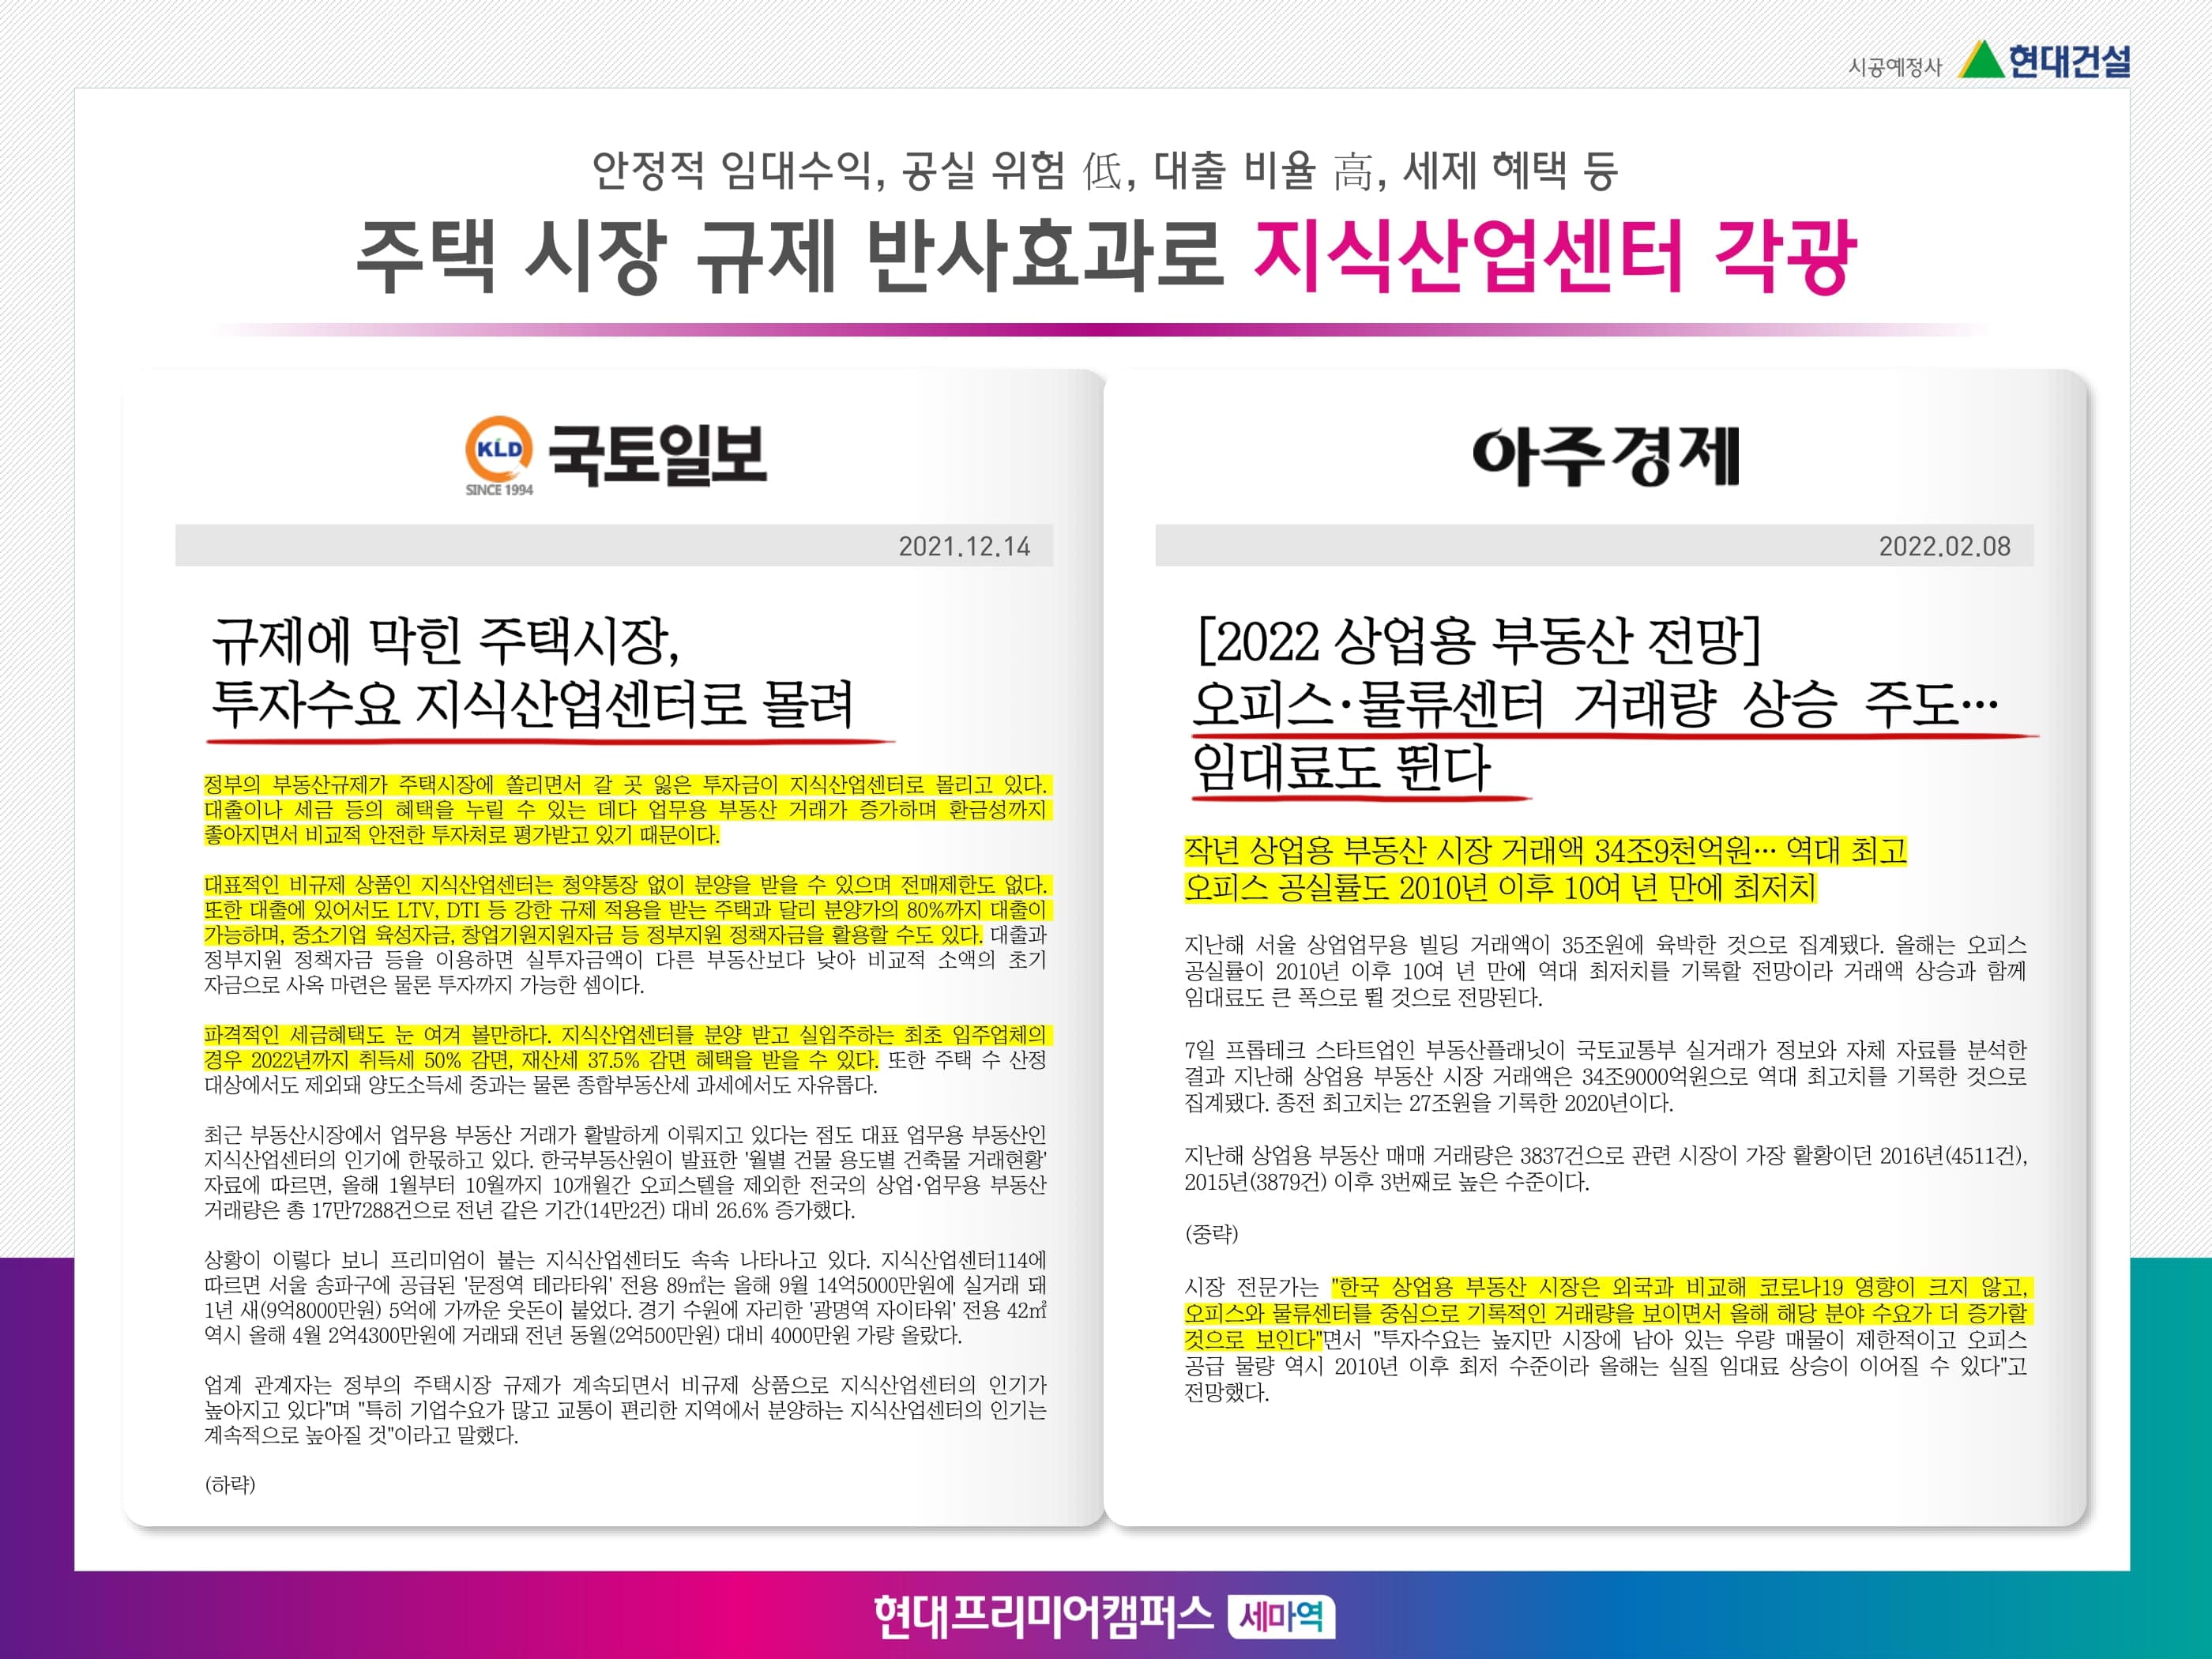 시공예정사 현대건설
안정적 임대수익, 공실 위험 低, 대출 비율 高, 세제 혜택 등
주택 시장 규제 반사효과로 지식산업센터 각광
KLD 국토일보
SINCE 1994
2021.12.14
규제에 막힌 주택시장,
투자수요 지식산업센터로 몰려
정부의 부동산규제가 주택시장에 쏠리면서 갈 곳 잃은 투자금이 지식산업센터로 몰리고 있다.
대출이나 세금 등의 혜택을 누릴 수 있는 데다 업무용 부동산 거래가 증가하며 환금성까지
좋아지면서 비교적 안전한 투자처로 평가받고 있기 때문이다.
대표적인 비규제 상품인 지식산업센터는 청약통장 없이 분양을 받을 수 있으며 전매제한도 없다.
또한 대출에 있어서도 LTV, DTI 등 강한 규제 적용을 받는 주택과 달리 분양가의 80%까지 대출이
가능하며, 중소기업 육성자금, 창업기원지원자금 등 정부지원 정책자금을 활용할 수도 있다. 대출과
정부지원 정책자금 등을 이용하면 실투자금액이 다른 부동산보다 낮아 비교적 소액의 초기
자금으로 사옥 마련은 물론 투자까지 가능한 셈이다.
파격적인 세금혜택도 눈 여겨 볼만하다. 지식산업센터를 분양 받고 실입주하는 최초 입주업체의
경우 2022년까지 취득세 50% 감면, 재산세 37.5% 감면 혜택을 받을 수 있다. 또한 주택 수 산정
대상에서도 제외돼 양도소득세 중과는 물론 종합부동산세 과세에서도 자유롭다.
최근 부동산시장에서 업무용 부동산 거래가 활발하게 이뤄지고 있다는 점도 대표 업무용 부동산인
지식산업센터의 인기에 한몫하고 있다. 한국부동산원이 발표한 '월별 건물 용도별 건축물 거래현황'
자료에 따르면, 올해 1월부터 10월까지 10개월간 오피스텔을 제외한 전국의 상업·업무용 부동산
거래량은 총 17만7288건으로 전년 같은 기간(14만2건) 대비 26.6% 증가했다.
상황이 이렇다 보니 프리미엄이 붙는 지식산업센터도 속속 나타나고 있다. 지식산업센터114에
따르면 서울 송파구에 공급된 '문정역 테라타워' 전용 89㎡는 올해 9월 14억5000만원에 실거래 돼
1년 새(9억8000만원) 5억에 가까운 웃돈이 붙었다. 경기 수원에 자리한 '광명역 자이타워' 전용 42㎡
역시 올해 4월 2억4300만원에 거래돼 전년 동월(2억500만원) 대비 4000만원 가량 올랐다.
업계 관계자는 정부의 주택시장 규제가 계속되면서 비규제 상품으로 지식산업센터의 인기가
높아지고 있다"며 "특히 기업수요가 많고 교통이 편리한 지역에서 분양하는 지식산업센터의 인기는
계속적으로 높아질 것"이라고 말했다.
(하략)
아주경제
2022.02.08
[2022 상업용 부동산 전망]
오피스·물류센터 거래량 상승 주도…
임대료도 뛴다
작년 상업용 부동산 시장 거래액 34조9천억원… 역대 최고
오피스 공실률도 2010년 이후 10여 년 만에 최저치
지난해 서울 상업업무용 빌딩 거래액이 35조원에 육박한 것으로 집계됐다. 올해는 오피스
공실률이 2010년 이후 10여 년 만에 역대 최저치를 기록할 전망이라 거래액 상승과 함께
임대료도 큰 폭으로 뛸 것으로 전망된다.
7일 프롭테크 스타트업인 부동산플래닛이 국토교통부 실거래가 정보와 자체 자료를 분석한
결과 지난해 상업용 부동산 시장 거래액은 34조9000억원으로 역대 최고치를 기록한 것으로
집계됐다. 종전 최고치는 27조원을 기록한 2020년이다.
지난해 상업용 부동산 매매 거래량은 3837건으로 관련 시장이 가장 활황이던 2016년(4511건),
2015년(3879건) 이후 3번째로 높은 수준이다.
(중략)
시장 전문가는 "한국 상업용 부동산 시장은 외국과 비교해 코로나19 영향이 크지 않고,
오피스와 물류센터를 중심으로 기록적인 거래량을 보이면서 올해 해당 분야 수요가 더 증가할
것으로 보인다"면서 "투자수요는 높지만 시장에 남아 있는 우량 매물이 제한적이고 오피스
공급 물량 역시 2010년 이후 최저 수준이라 올해는 실질 임대료 상승이 이어질 수 있다"고
전망했다.
현대프리미어캠퍼스 세마역